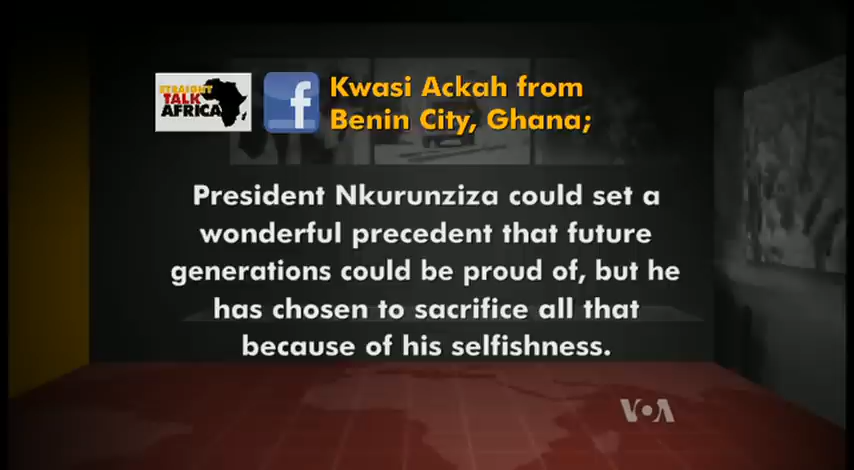 STRAIGHT
TALK
AFRICA
f
Kwasi Ackah from
Benin City, Ghana;
President Nkurunziza could set a
wonderful precedent that future
generations could be proud of, but he
has chosen to sacrifice all that
because of his selfishness.
VOA